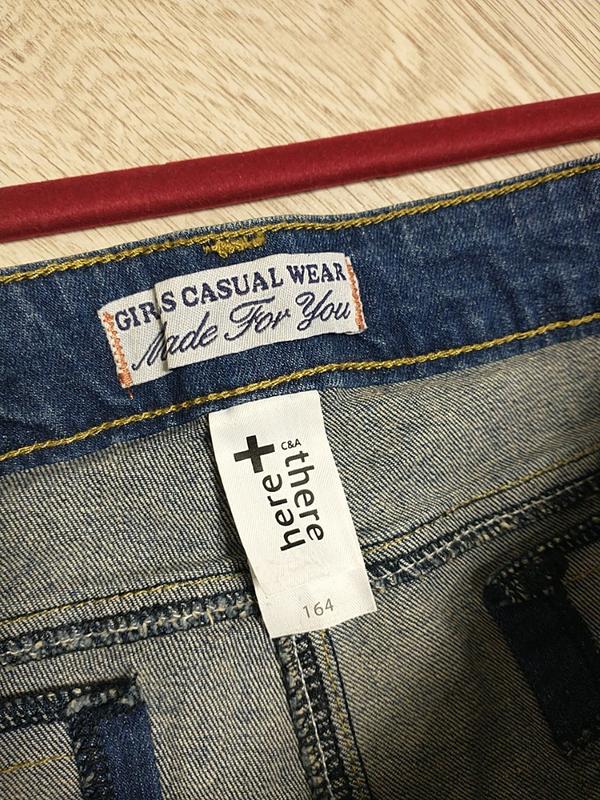 GIRLS CASUAL WEAR
Made For You
C&A
here + there
164